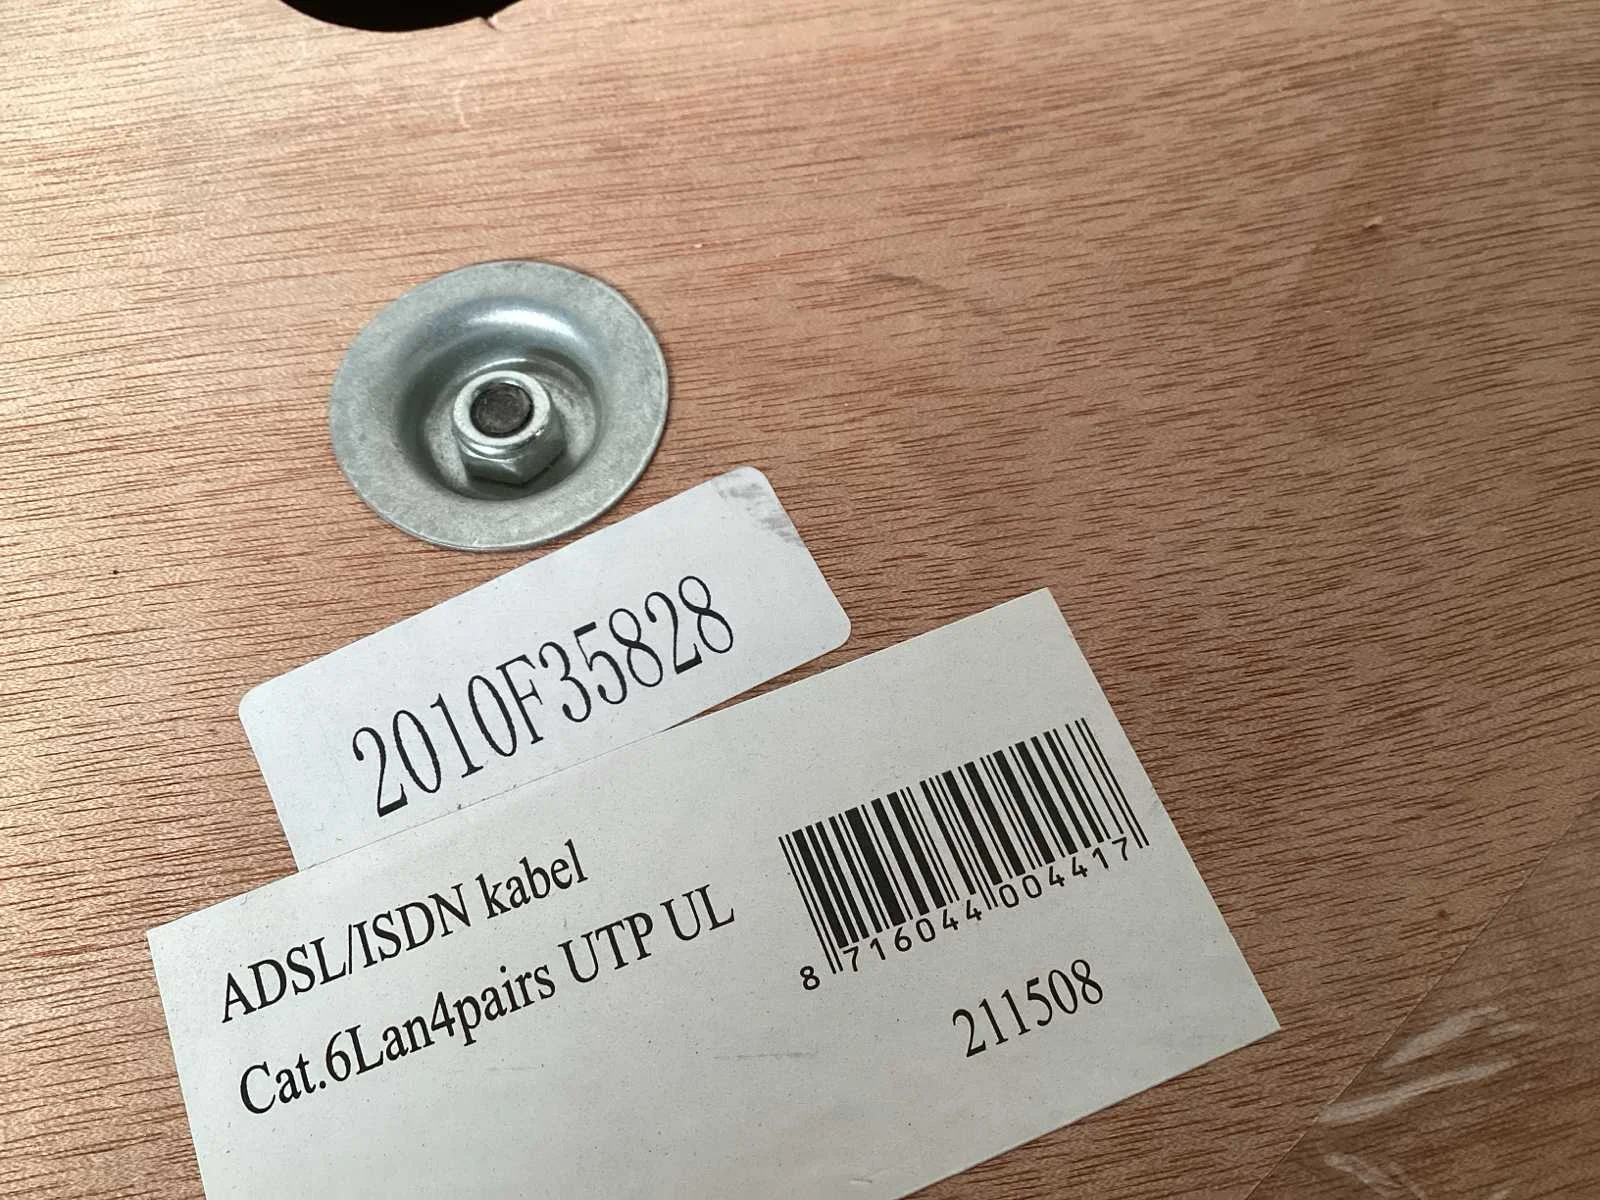 2010F35828
ADSL/ISDN kabel
Cat.6Lan4pairs UTP UL
8 716044 004417
211508